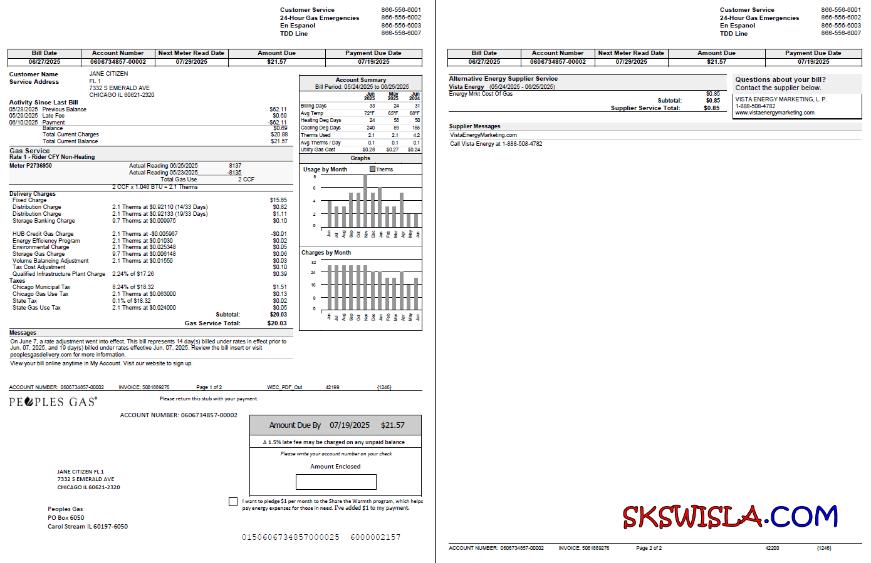 Customer Service 866-556-6001
24-Hour Gas Emergencies 866-556-6002
En Espanol 866-556-6003
TDD Line 866-556-6007
Bill Date Account Number Next Meter Read Date Amount Due Payment Due Date
06/27/2025 0606734857-00002 07/29/2025 $21.57 07/19/2025
Customer Name JANE CITIZEN
Service Address FL 1
7332 S EMERALD AVE
CHICAGO IL 60621-2320
Activity Since Last Bill
05/28/2025 Previous Balance $62.11
05/28/2025 Late Fee $0.69
06/10/2025 Payment -$62.11
Balance $0.69
Total Current Charges $20.88
Total Current Balance $21.57
Gas Service
Rate 1 - Rider CFY Non-Heating
Meter P2736950 Actual Reading 06/25/2025 8137
Actual Reading 05/23/2025 -8135
Total Gas Use 2 CCF
2 CCF x 1.046 BTU = 2.1 Therms
Delivery Charges
Fixed Charge $15.85
Distribution Charge 2.1 Therms at $0.92110 (14/33 Days) $0.82
Distribution Charge 2.1 Therms at $0.92133 (19/33 Days) $1.11
Storage Banking Charge 9.7 Therms at $0.009975 $0.10
HUB Credit Gas Charge 2.1 Therms at -$0.005967 -$0.01
Energy Efficiency Program 2.1 Therms at $0.01030 $0.02
Environmental Charge 2.1 Therms at $0.025346 $0.05
Storage Gas Charge 9.7 Therms at $0.006146 $0.06
Volume Balancing Adjustment 2.1 Therms at $0.01550 $0.03
Tax Cost Adjustment $0.10
Qualified Infrastructure Plant Charge 2.24% of $17.26 $0.39
Taxes
Chicago Municipal Tax 8.24% of $18.32 $1.51
Chicago Gas Use Tax 2.1 Therms at $0.063000 $0.13
State Tax 0.1% of $18.32 $0.02
State Gas Use Tax 2.1 Therms at $0.024000 $0.05
Subtotal: $20.03
Gas Service Total: $20.03
Messages
On June 7, a rate adjustment went into effect. This bill represents 14 day(s) billed under rates in effect prior to
Jun. 07, 2025, and 19 day(s) billed under rates effective Jun. 07, 2025. Review the bill insert or visit
peoplesgasdelivery.com for more information.
View your bill online anytime in My Account. Visit our website to sign up.
Account Summary
Bill Period: 05/24/2025 to 06/25/2025
Jun 2025 May 2025 Jun 2024
Billing Days 33 24 31
Avg Temp 72°F
Heating Deg Days 24
Cooling Deg Days 240
Therms Used 2.1 2.1 4.2
Avg Therms / Day 0.1 0.1 0.1
Utility Gas Cost $0.26 $0.27 $0.24
Graphs
Usage by Month
Therms
8
6
4
2
0
Jun Jul Aug Sep Oct Nov Dec Jan Feb Mar Apr May Jun
Charges by Month
32
24
16
8
0
Jun Jul Aug Sep Oct Nov Dec Jan Feb Mar Apr May Jun
ACCOUNT NUMBER: 0606734857-00002 INVOICE: 5081889275 Page 1 of 2 WEC_PDF_Out 42199 (1246)
PEOPLES GAS®
Please return this stub with your payment.
ACCOUNT NUMBER: 0606734857-00002
Amount Due By 07/19/2025 $21.57
A 1.5% late fee may be charged on any unpaid balance
Please write your account number on your check
Amount Enclosed
JANE CITIZEN FL 1
7332 S EMERALD AVE
CHICAGO IL 60621-2320
I want to pledge $1 per month to the Share the Warmth program, which helps
pay energy expenses for those in need. I've added $1 to my payment.
Peoples Gas
PO Box 6050
Carol Stream IL 60197-6050
0150606734857000025 6000002157
Customer Service 866-556-6001
24-Hour Gas Emergencies 866-556-6002
En Espanol 866-556-6003
TDD Line 866-556-6007
Bill Date Account Number Next Meter Read Date Amount Due Payment Due Date
06/27/2025 0606734857-00002 07/29/2025 $21.57 07/19/2025
Alternative Energy Supplier Service
Vista Energy (05/24/2025 - 06/25/2025)
Energy Mrkt Cost Of Gas $0.85
Subtotal: $0.85
Supplier Service Total: $0.85
Questions about your bill?
Contact the supplier below.
VISTA ENERGY MARKETING, L. P.
1-888-508-4782
www.vistaenergymarketing.com
Supplier Messages
VistaEnergyMarketing.com
Call Vista Energy at 1-888-508-4782
SKSWISLA.COM
ACCOUNT NUMBER: 0606734857-00002 INVOICE: 5081889275 Page 2 of 2 42200 (1246)